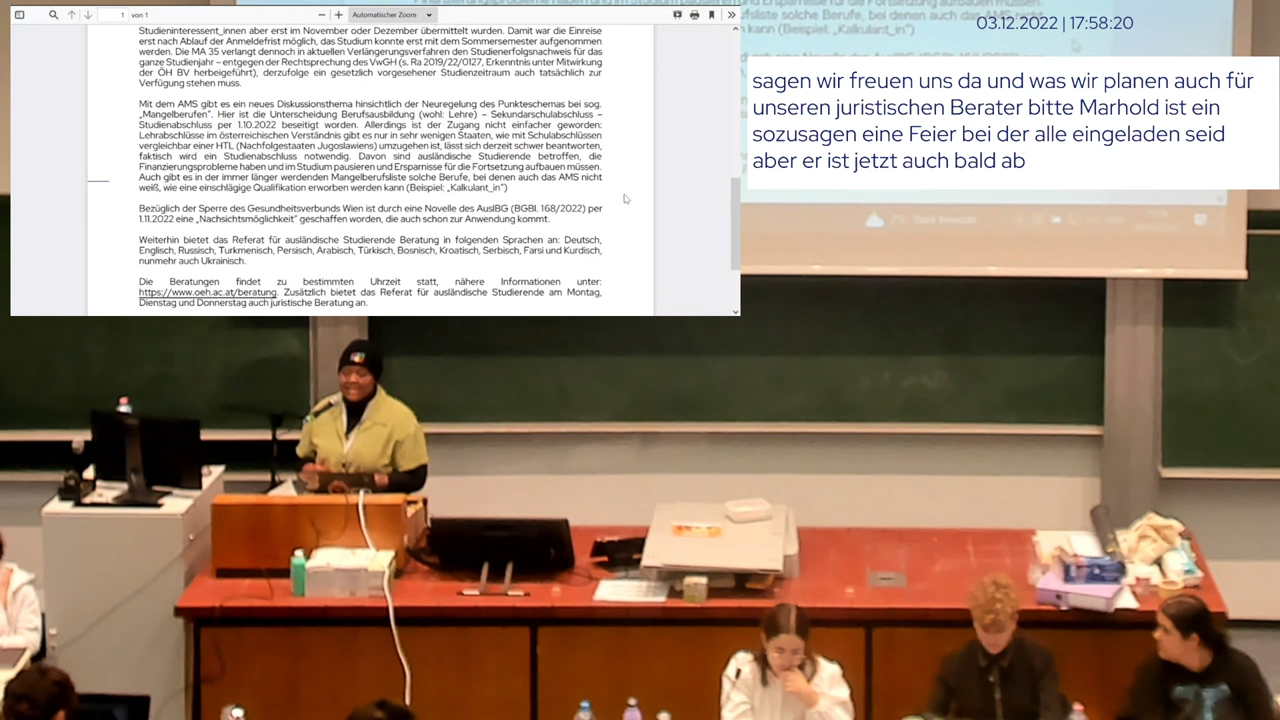 1 von 1
Automatischer Zoom
Studieninteressent_innen aber erst im November oder Dezember übermittelt wurden. Damit war die Einreise
erst nach Ablauf der Anmeldefrist möglich, das Studium konnte erst mit dem Sommersemester aufgenommen
werden. Die MA 35 verlangt dennoch in aktuellen Verlängerungsverfahren den Studienerfolgsnachweis für das
ganze Studienjahr – entgegen der Rechtsprechung des VwGH (s. Ra 2019/22/0127, Erkenntnis unter Mitwirkung
der ÖH BV herbeigeführt), derzufolge ein gesetzlich vorgesehener Studienzeitraum auch tatsächlich zur
Verfügung stehen muss.
Mit dem AMS gibt es ein neues Diskussionsthema hinsichtlich der Neuregelung des Punkteschemas bei sog.
„Mangelberufen". Hier ist die Unterscheidung Berufsausbildung (wohl: Lehre) – Sekundarschulabschluss –
Studienabschluss per 1.10.2022 beseitigt worden. Allerdings ist der Zugang nicht einfacher geworden:
Lehrabschlüsse im österreichischen Verständnis gibt es nur in sehr wenigen Staaten, wie mit Schulabschlüssen
vergleichbar einer HTL (Nachfolgestaaten Jugoslawiens) umzugehen ist, lässt sich derzeit schwer beantworten,
faktisch wird ein Studienabschluss notwendig. Davon sind ausländische Studierende betroffen, die
Finanzierungsprobleme haben und im Studium pausieren und Ersparnisse für die Fortsetzung aufbauen müssen.
Auch gibt es in der immer länger werdenden Mangelberufsliste solche Berufe, bei denen auch das AMS nicht
weiß, wie eine einschlägige Qualifikation erworben werden kann (Beispiel: „Kalkulant_in")
Bezüglich der Sperre des Gesundheitsverbunds Wien ist durch eine Novelle des AuslBG (BGBl. 168/2022) per
1.11.2022 eine „Nachsichtsmöglichkeit" geschaffen worden, die auch schon zur Anwendung kommt.
Weiterhin bietet das Referat für ausländische Studierende Beratung in folgenden Sprachen an: Deutsch,
Englisch, Russisch, Turkmenisch, Persisch, Arabisch, Türkisch, Bosnisch, Kroatisch, Serbisch, Farsi und Kurdisch,
nunmehr auch Ukrainisch.
Die Beratungen findet zu bestimmten Uhrzeit statt, nähere Informationen unter:
https://www.oeh.ac.at/beratung. Zusätzlich bietet das Referat für ausländische Studierende am Montag,
Dienstag und Donnerstag auch juristische Beratung an.
03.12.2022 | 17:58:20
fsliste solche Berufe, bei denen auch das AMS
kann (Beispiel: „Kalkulant_in")
sagen wir freuen uns da und was wir planen auch für
unseren juristischen Berater bitte Marhold ist ein
sozusagen eine Feier bei der alle eingeladen seid
aber er ist jetzt auch bald ab